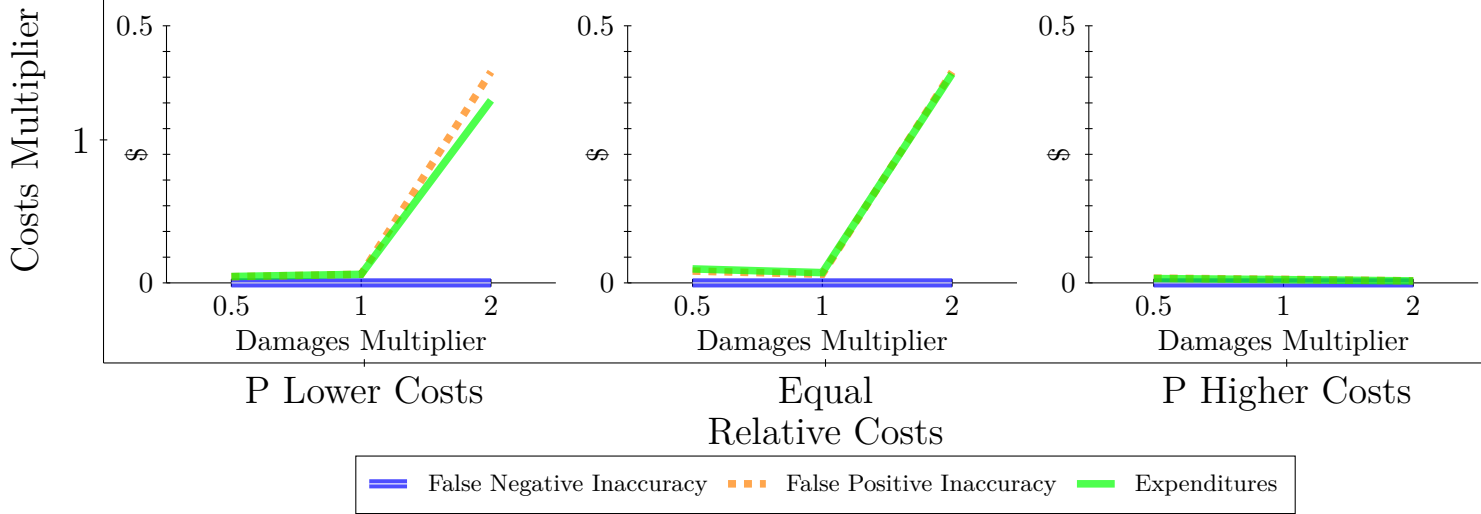 Costs Multiplier
1
0.5
$
0
0.5
1
2
Damages Multiplier
0.5
$
0
0.5
1
2
Damages Multiplier
0.5
$
0
0.5
1
2
Damages Multiplier
P Lower Costs
Equal
P Higher Costs
Relative Costs
False Negative Inaccuracy
False Positive Inaccuracy
Expenditures